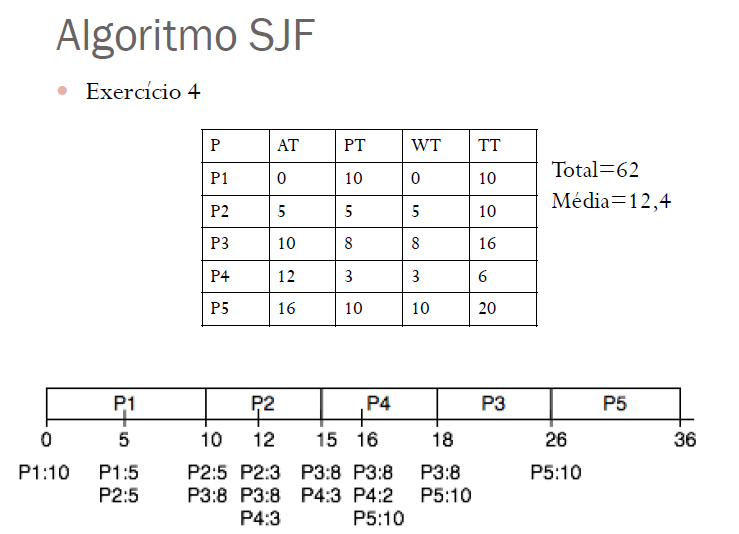 Algoritmo SJF
Exercício 4
P AT PT WT TT
P1 0 10 0 10
P2 5 5 5 10
P3 10 8 8 16
P4 12 3 3 6
P5 16 10 10 20
Total=62
Média=12,4
P1 P2 P4 P3 P5
0 5 10 12 15 16 18 26 36
P1:10 P1:5 P2:5 P2:3 P3:8 P3:8 P3:8 P5:10
P2:5 P3:8 P3:8 P4:3 P4:2 P5:10
P4:3 P5:10